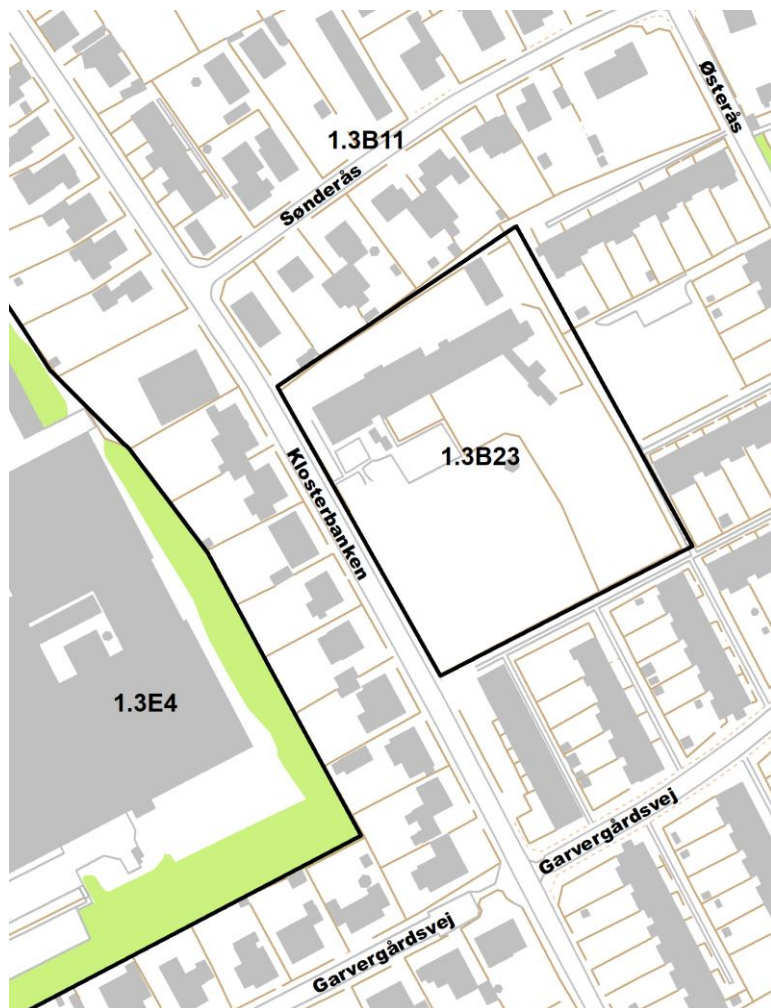 Østerås
1.3B11
Sønderås
1.3B23
Klosterbanken
1.3E4
Garvergårdsvej
Garvergårdsvej